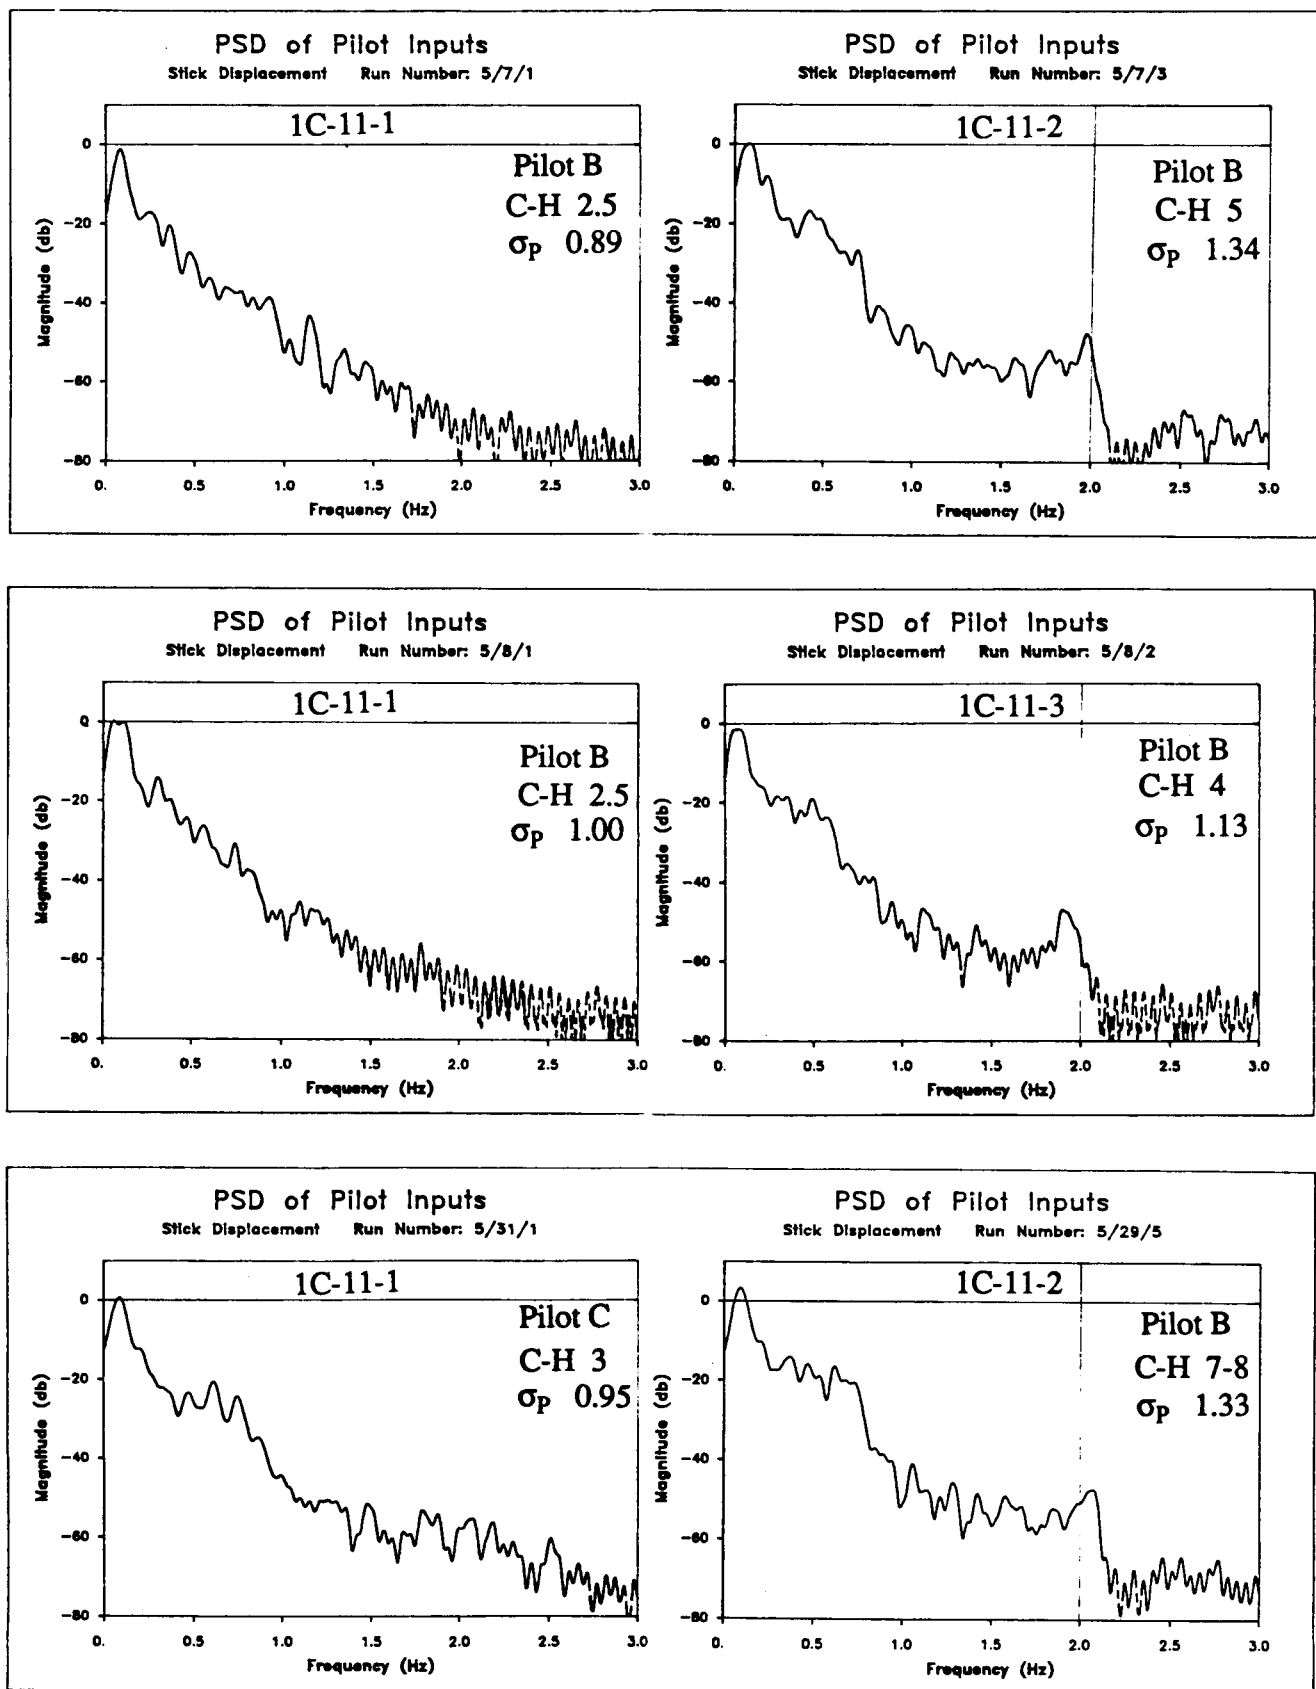 PSD of Pilot Inputs
Stick Displacement Run Number: 5/7/1
1C-11-1
Pilot B
C-H 2.5
σP 0.89
Magnitude (db)
0
-20
-40
-60
-80
0. 0.5 1.0 1.5 2.0 2.5 3.0
Frequency (Hz)
PSD of Pilot Inputs
Stick Displacement Run Number: 5/7/3
1C-11-2
Pilot B
C-H 5
σP 1.34
Magnitude (db)
0
-20
-40
-60
-80
0. 0.5 1.0 1.5 2.0 2.5 3.0
Frequency (Hz)
PSD of Pilot Inputs
Stick Displacement Run Number: 5/8/1
1C-11-1
Pilot B
C-H 2.5
σP 1.00
Magnitude (db)
0
-20
-40
-60
-80
0. 0.5 1.0 1.5 2.0 2.5 3.0
Frequency (Hz)
PSD of Pilot Inputs
Stick Displacement Run Number: 5/8/2
1C-11-3
Pilot B
C-H 4
σP 1.13
Magnitude (db)
0
-20
-40
-60
-80
0. 0.5 1.0 1.5 2.0 2.5 3.0
Frequency (Hz)
PSD of Pilot Inputs
Stick Displacement Run Number: 5/31/1
1C-11-1
Pilot C
C-H 3
σP 0.95
Magnitude (db)
0
-20
-40
-60
-80
0. 0.5 1.0 1.5 2.0 2.5 3.0
Frequency (Hz)
PSD of Pilot Inputs
Stick Displacement Run Number: 5/29/5
1C-11-2
Pilot B
C-H 7-8
σP 1.33
Magnitude (db)
0
-20
-40
-60
-80
0. 0.5 1.0 1.5 2.0 2.5 3.0
Frequency (Hz)